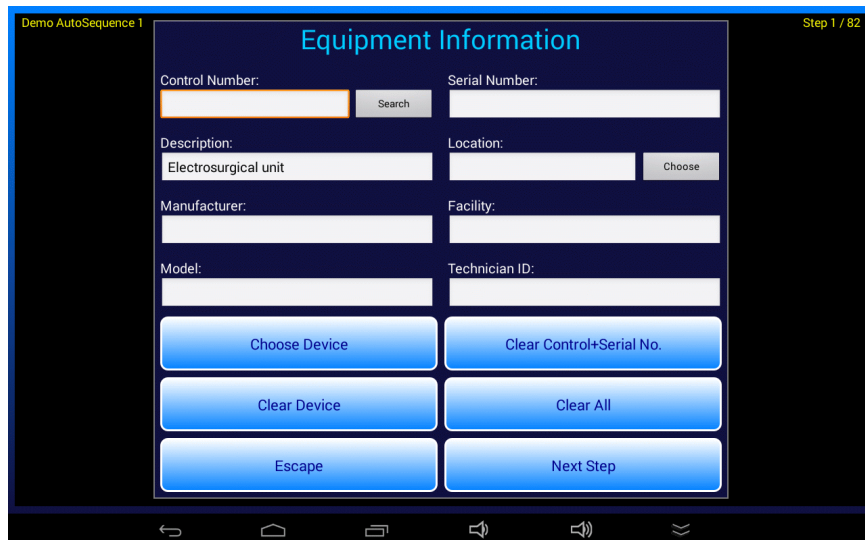 Demo AutoSequence 1
Step 1 / 82
Equipment Information
Control Number:
Search
Serial Number:
Description:
Electrosurgical unit
Location:
Choose
Manufacturer:
Facility:
Model:
Technician ID:
Choose Device
Clear Control+Serial No.
Clear Device
Clear All
Escape
Next Step